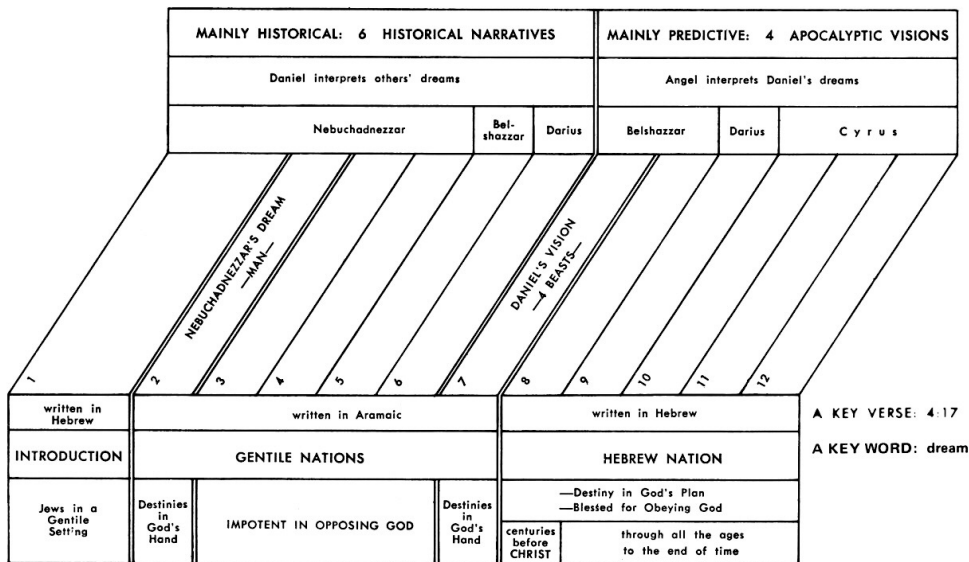 MAINLY HISTORICAL: 6 HISTORICAL NARRATIVES
MAINLY PREDICTIVE: 4 APOCALYPTIC VISIONS
Daniel interprets others' dreams
Angel interprets Daniel's dreams
Nebuchadnezzar
Bel-
shazzar
Darius
Belshazzar
Darius
Cyrus
NEBUCHADNEZZAR'S DREAM
—MAN—
DANIEL'S VISION
—4 BEASTS—
1
2
3
4
5
6
7
8
9
10
11
12
written in
Hebrew
written in Aramaic
written in Hebrew
A KEY VERSE: 4:17
INTRODUCTION
GENTILE NATIONS
HEBREW NATION
A KEY WORD: dream
Jews in a
Gentile
Setting
Destinies
in
God's
Hand
IMPOTENT IN OPPOSING GOD
Destinies
in
God's
Hand
—Destiny in God's Plan
—Blessed for Obeying God
centuries
before
CHRIST
through all the ages
to the end of time